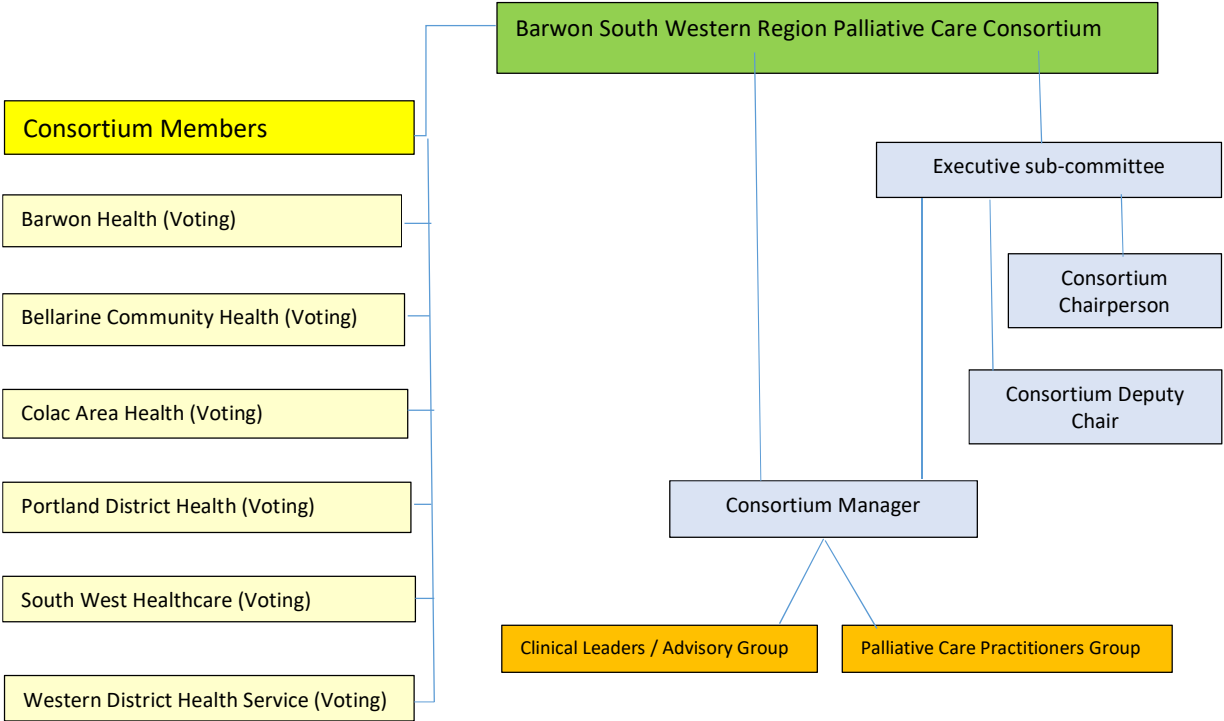 Barwon South Western Region Palliative Care Consortium
Consortium Members
Barwon Health (Voting)
Bellarine Community Health (Voting)
Colac Area Health (Voting)
Portland District Health (Voting)
South West Healthcare (Voting)
Western District Health Service (Voting)
Executive sub-committee
Consortium
Chairperson
Consortium Deputy
Chair
Consortium Manager
Clinical Leaders / Advisory Group
Palliative Care Practitioners Group